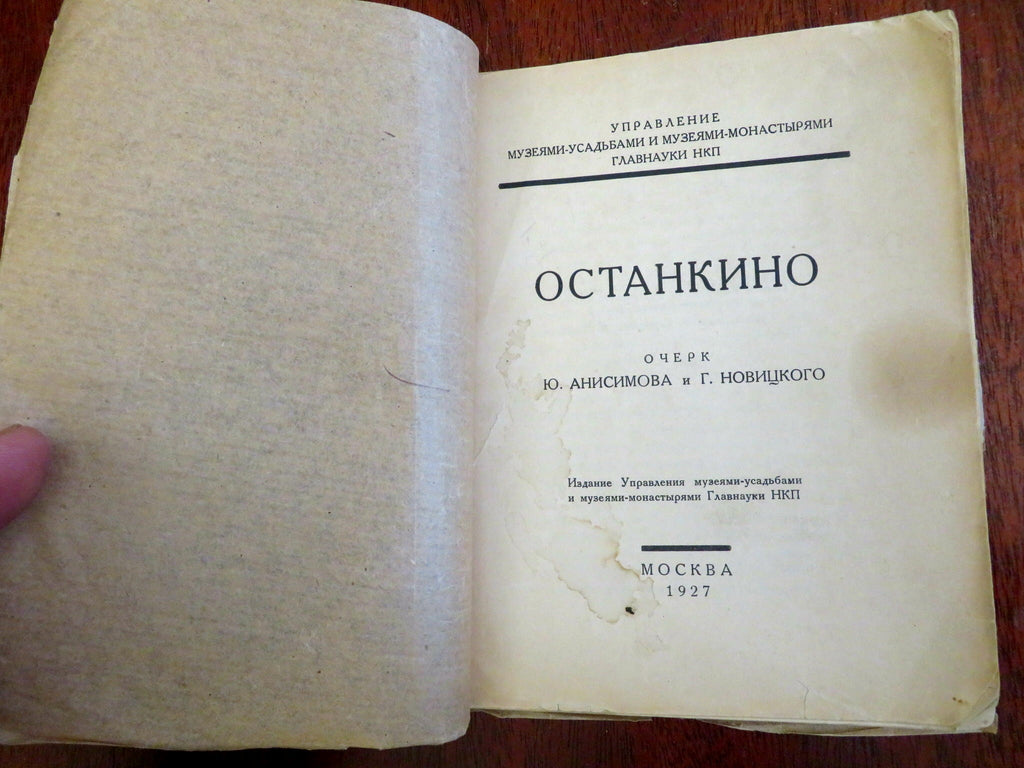 УПРАВЛЕНИЕ
МУЗЕЯМИ-УСАДЬБАМИ И МУЗЕЯМИ-МОНАСТЫРЯМИ
ГЛАВНАУКИ НКП
ОСТАНКИНО
ОЧЕРК
Ю. АНИСИМОВА и Г. НОВИЦКОГО
Издание Управления музеями-усадьбами
и музеями-монастырями Главнауки НКП
МОСКВА
1927